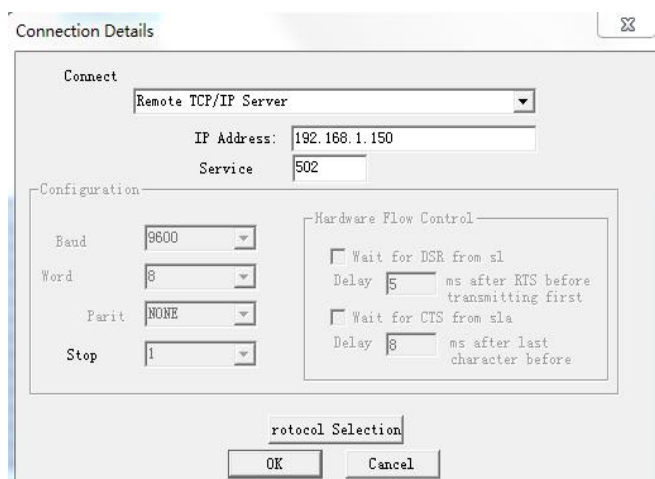 Connection Details
Connect
Remote TCP/IP Server
IP Address: 192.168.1.150
Service 502
Configuration
Baud 9600
Word 8
Parit NONE
Stop 1
Hardware Flow Control
Wait for DSR from sl
Delay 5 ms after RTS before
transmitting first
Wait for CTS from sla
Delay 8 ms after last
character before
rotocol Selection
OK Cancel